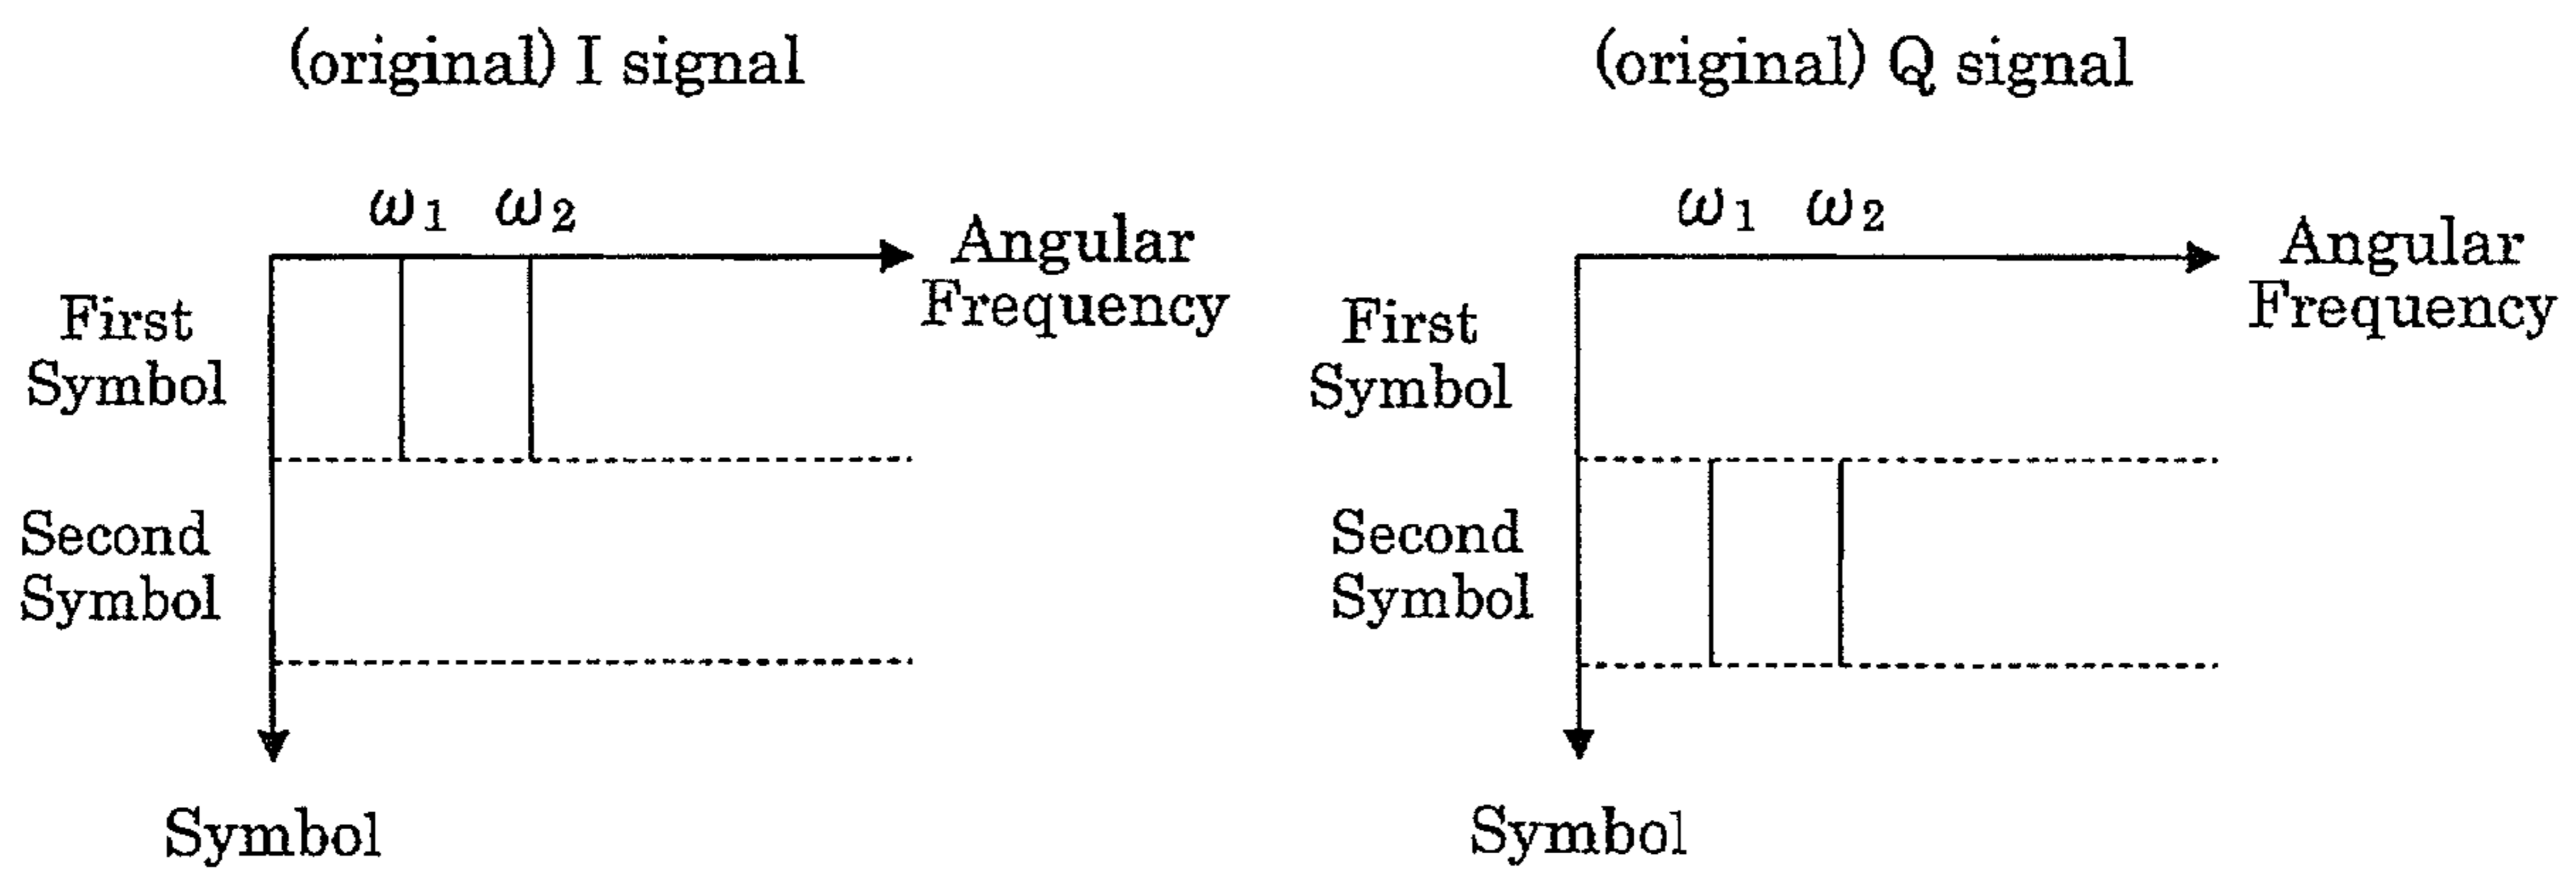 (original) I signal
ω1 ω2
Angular
Frequency
First
Symbol
Second
Symbol
Symbol
(original) Q signal
ω1 ω2
Angular
Frequency
First
Symbol
Second
Symbol
Symbol